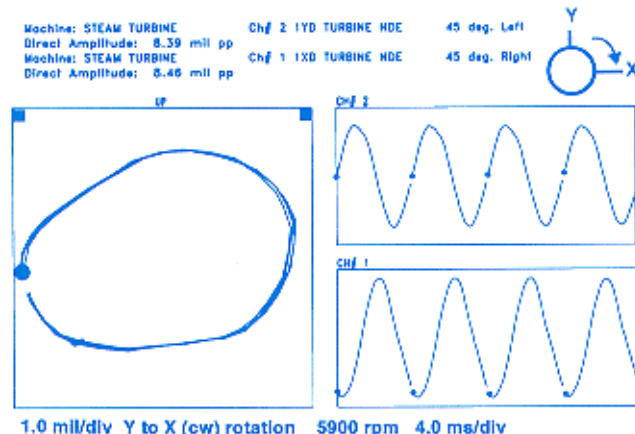 Machine: STEAM TURBINE Ch# 2 1YD TURBINE NDE 45 deg. Left
Direct Amplitude: 8.39 mil pp
Machine: STEAM TURBINE Ch# 1 1XD TURBINE NDE 45 deg. Right
Direct Amplitude: 8.46 mil pp
Y
X
UP
CH# 2
CH# 1
1.0 mil/div Y to X (cw) rotation 5900 rpm 4.0 ms/div